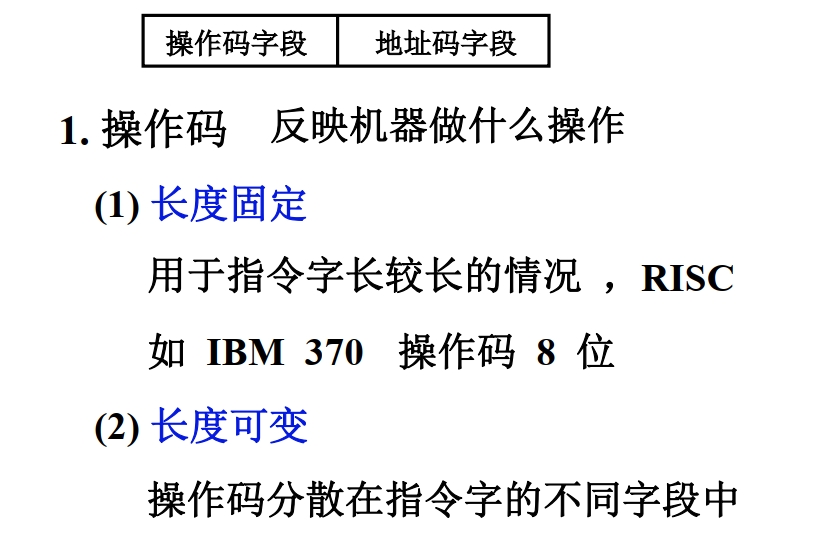 操作码字段 地址码字段
1. 操作码 反映机器做什么操作
(1) 长度固定
用于指令字长较长的情况 ，RISC
如 IBM 370 操作码 8 位
(2) 长度可变
操作码分散在指令字的不同字段中